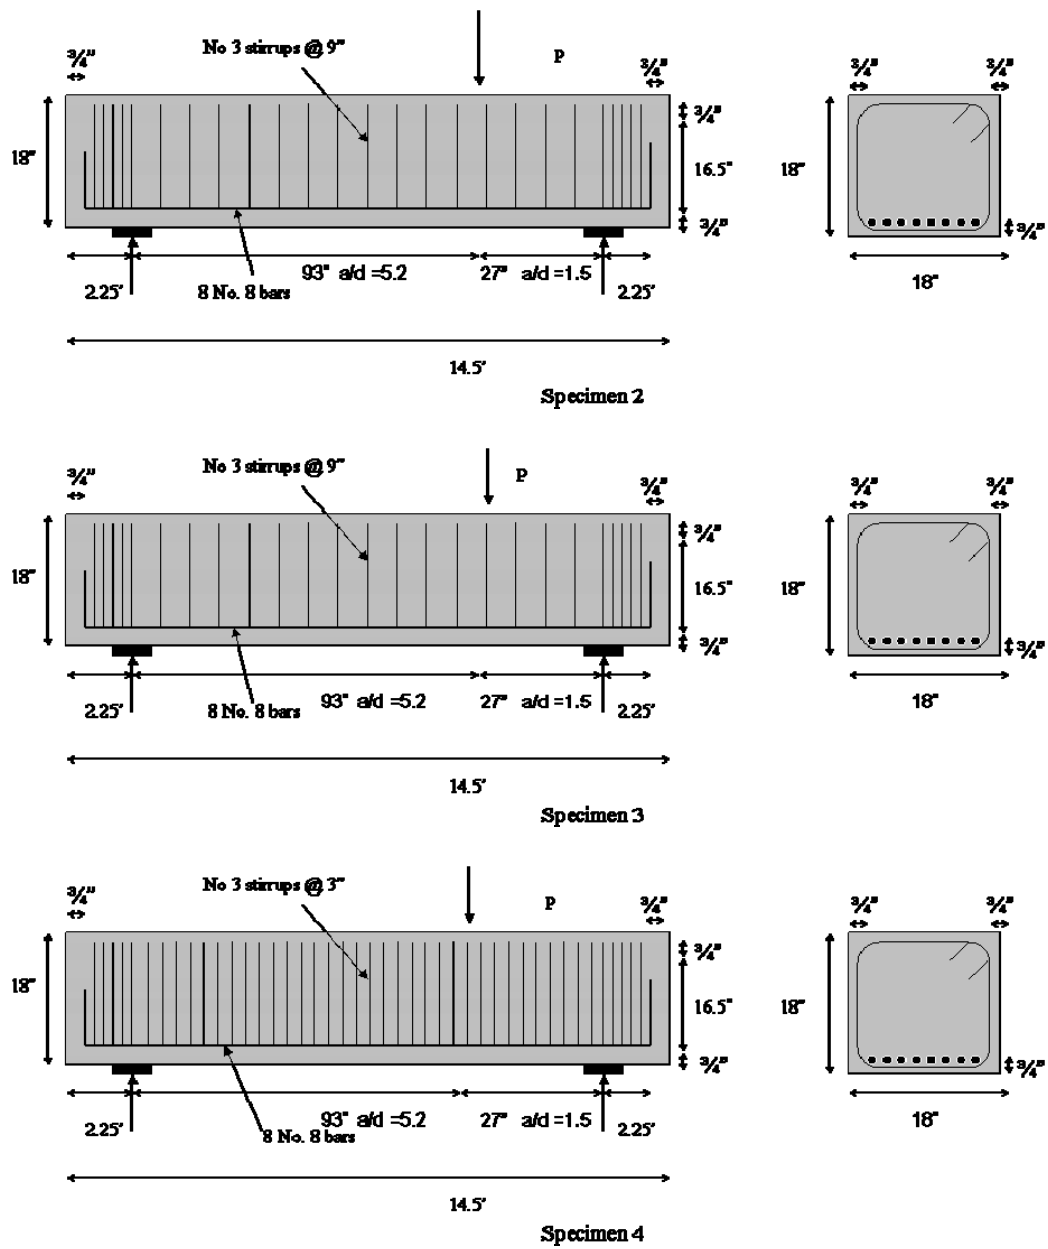 No 3 stirrups @ 9"
P
¾"
¾"
¾"
¾"
¾"
18"
16.5"
18"
¾"
¾"
93" a/d =5.2
27" a/d =1.5
18"
2.25'
8 No. 8 bars
2.25'
14.5'
Specimen 2
No 3 stirrups @ 9"
P
¾"
¾"
¾"
¾"
¾"
18"
16.5"
18"
¾"
¾"
93" a/d =5.2
27" a/d =1.5
18"
2.25'
8 No. 8 bars
2.25'
14.5'
Specimen 3
No 3 stirrups @ 3"
P
¾"
¾"
¾"
¾"
¾"
18"
16.5"
18"
¾"
¾"
93" a/d =5.2
27" a/d =1.5
18"
2.25'
8 No. 8 bars
2.25'
14.5'
Specimen 4